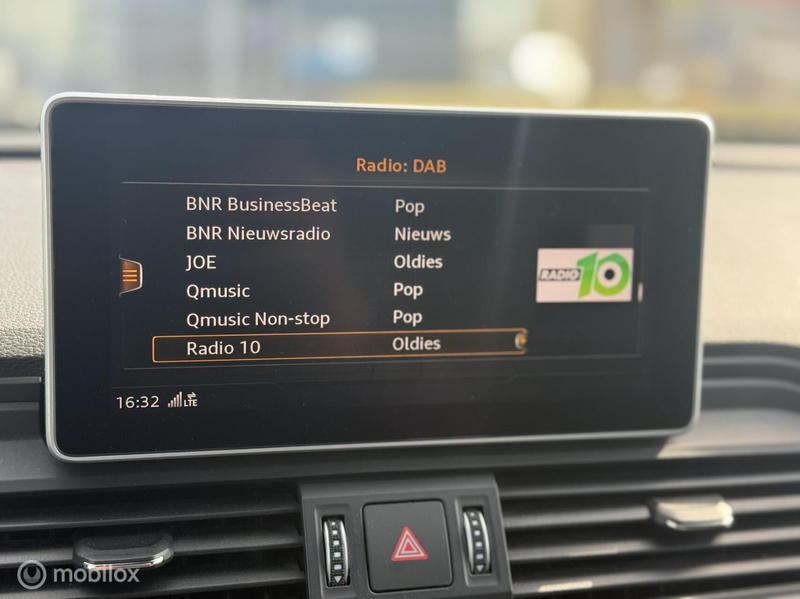 Radio: DAB
BNR BusinessBeat Pop
BNR Nieuwsradio Nieuws
JOE Oldies
Qmusic Pop
Qmusic Non-stop Pop
Radio 10 Oldies
RADIO 10
16:32 LTE
mobilox